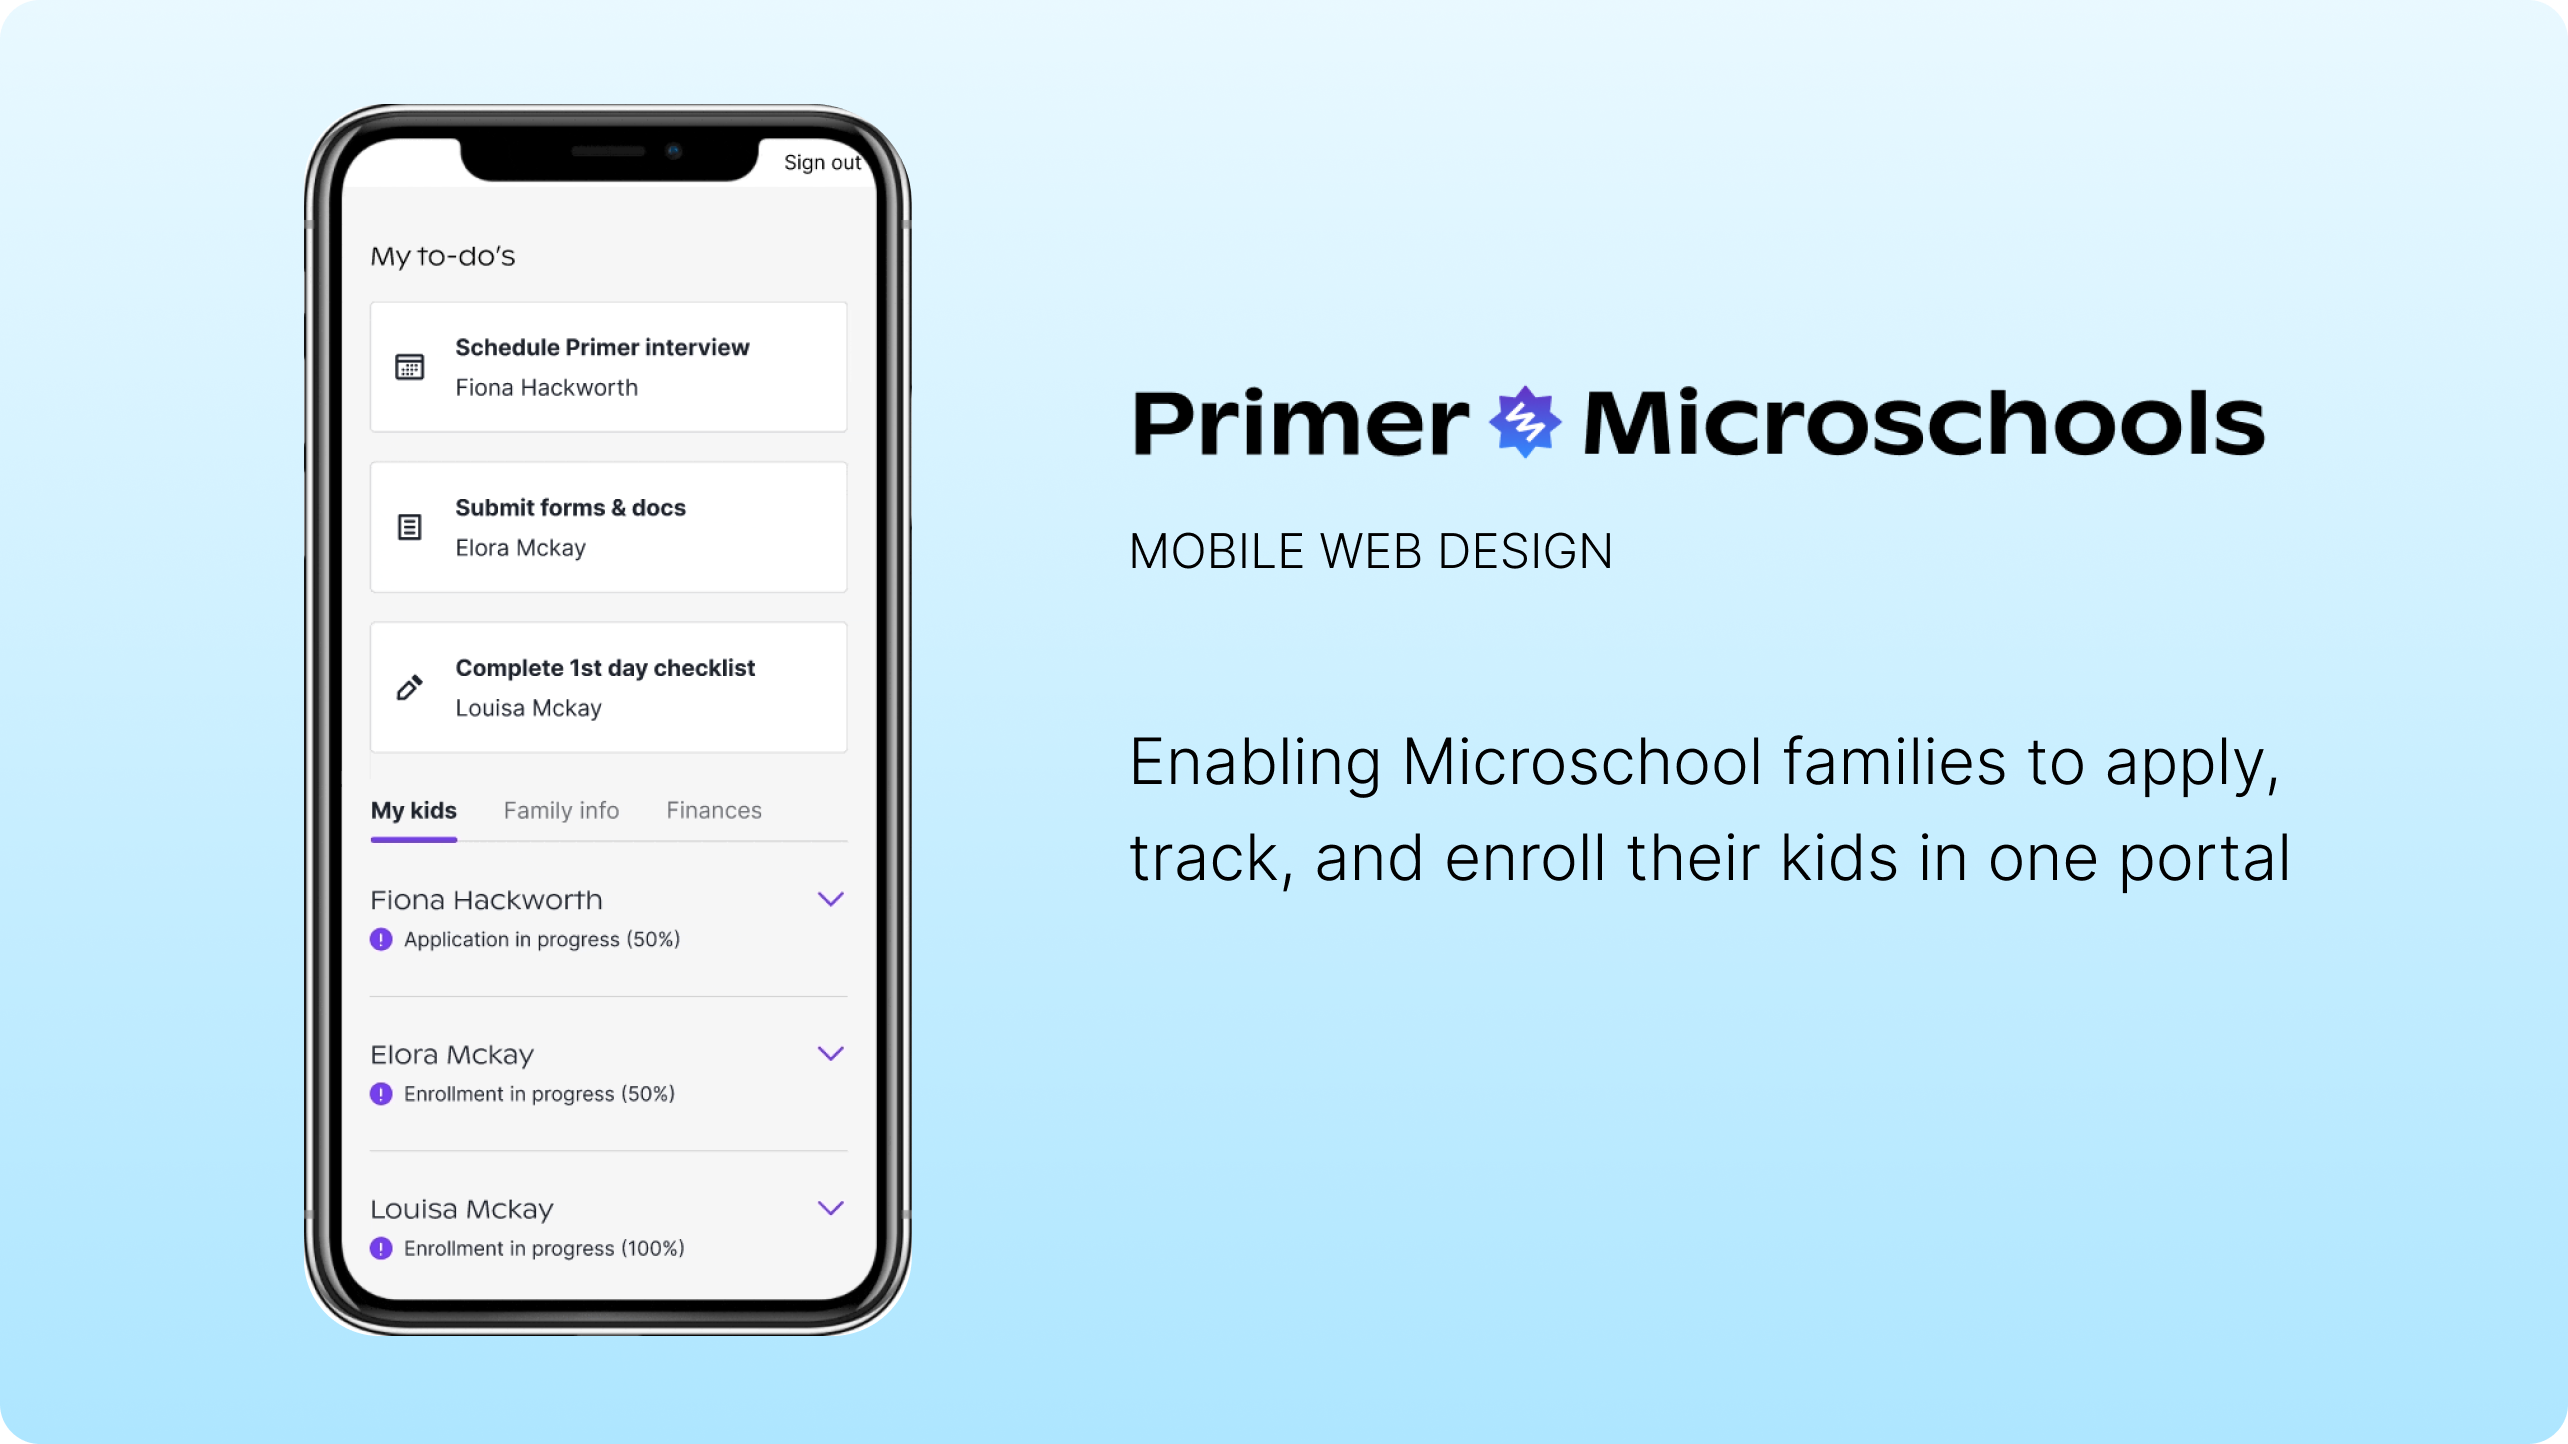 Sign out
My to-do’s
Schedule Primer interview
Fiona Hackworth
Submit forms & docs
Elora Mckay
Complete 1st day checklist
Louisa Mckay
My kids Family info Finances
Fiona Hackworth
Application in progress (50%)
Elora Mckay
Enrollment in progress (50%)
Louisa Mckay
Enrollment in progress (100%)
Primer Microschools
MOBILE WEB DESIGN
Enabling Microschool families to apply,
track, and enroll their kids in one portal